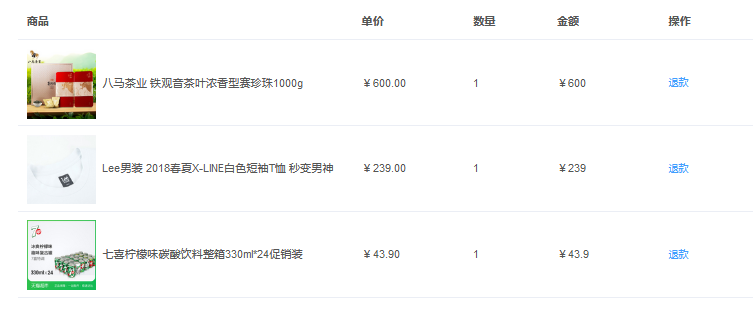 商品 单价 数量 金额 操作
八马茶业 铁观音茶叶浓香型赛珍珠1000g ￥600.00 1 ￥600 退款
Lee男装 2018春夏X-LINE白色短袖T恤 秒变男神 ￥239.00 1 ￥239 退款
Lee
七喜柠檬味碳酸饮料整箱330ml*24促销装 ￥43.90 1 ￥43.9 退款
330ml×24